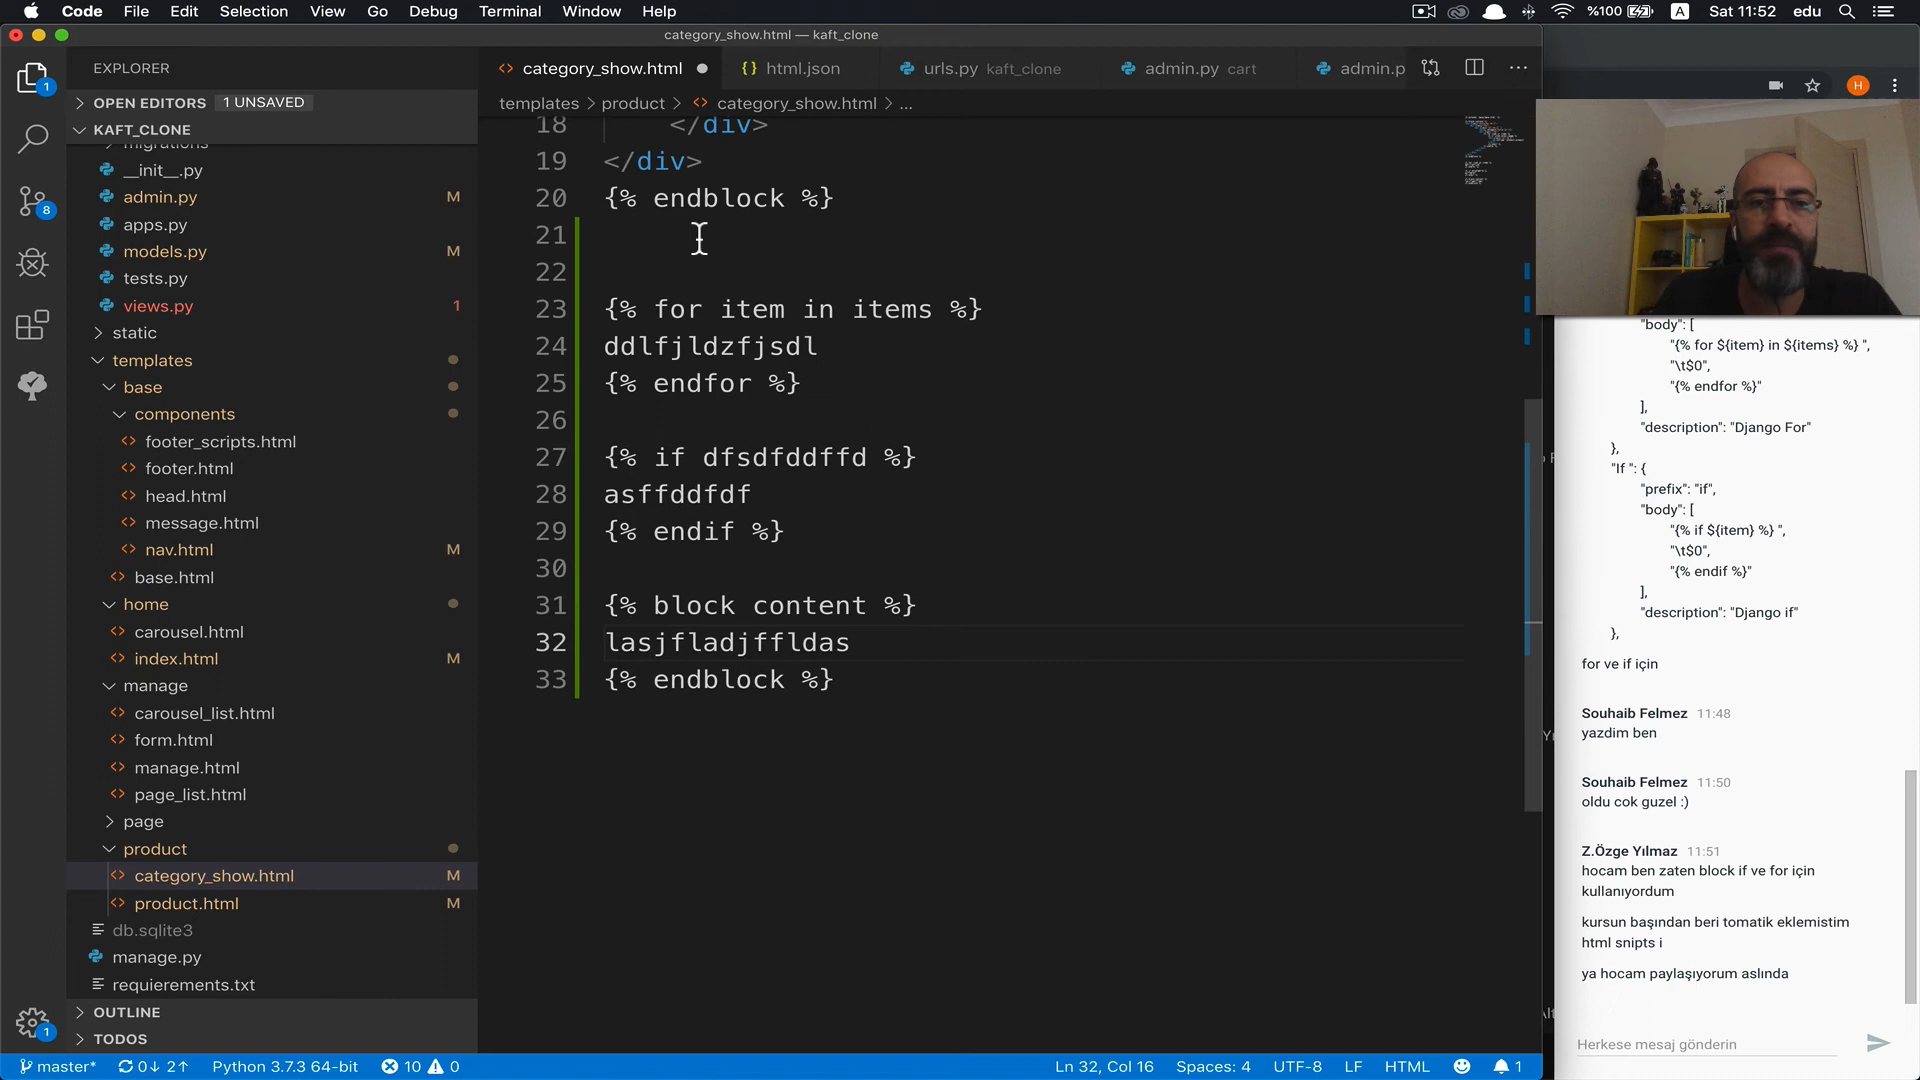 Code File Edit Selection View Go Debug Terminal Window Help
%100 A Sat 11:52 edu
category_show.html — kaft_clone
EXPLORER
OPEN EDITORS 1 UNSAVED
KAFT_CLONE
migrations
__init__.py
admin.py M
apps.py
models.py M
tests.py
views.py 1
static
templates
base
components
footer_scripts.html
footer.html
head.html
message.html
nav.html M
base.html
home
carousel.html
index.html M
manage
carousel_list.html
form.html
manage.html
page_list.html
page
product
category_show.html M
product.html M
db.sqlite3
manage.py
requierements.txt
OUTLINE
TODOS
1
8
1
category_show.html
{} html.json
urls.py kaft_clone
admin.py cart
admin.p
templates > product > category_show.html > ...
18 </div>
19 </div>
20 {% endblock %}
21
22
23 {% for item in items %}
24 ddlfjldzfjsdl
25 {% endfor %}
26
27 {% if dfsdfddffd %}
28 asffddfdf
29 {% endif %}
30
31 {% block content %}
32 lasjfladjffldas
33 {% endblock %}
H
"body": [
"{% for ${item} in ${items} %} ",
"\t$0",
"{% endfor %}"
],
"description": "Django For"
},
"If ": {
"prefix": "if",
"body": [
"{% if ${item} %} ",
"\t$0",
"{% endif %}"
],
"description": "Django if"
},
for ve if için
Souhaib Felmez 11:48
yazdim ben
Souhaib Felmez 11:50
oldu cok guzel :)
Z.Özge Yılmaz 11:51
hocam ben zaten block if ve for için
kullanıyordum
kursun başından beri tomatik eklemistim
html snipts i
ya hocam paylaşıyorum aslında
Herkese mesaj gönderin
master* 0↓ 2↑ Python 3.7.3 64-bit 10 0
Ln 32, Col 16 Spaces: 4 UTF-8 LF HTML 1